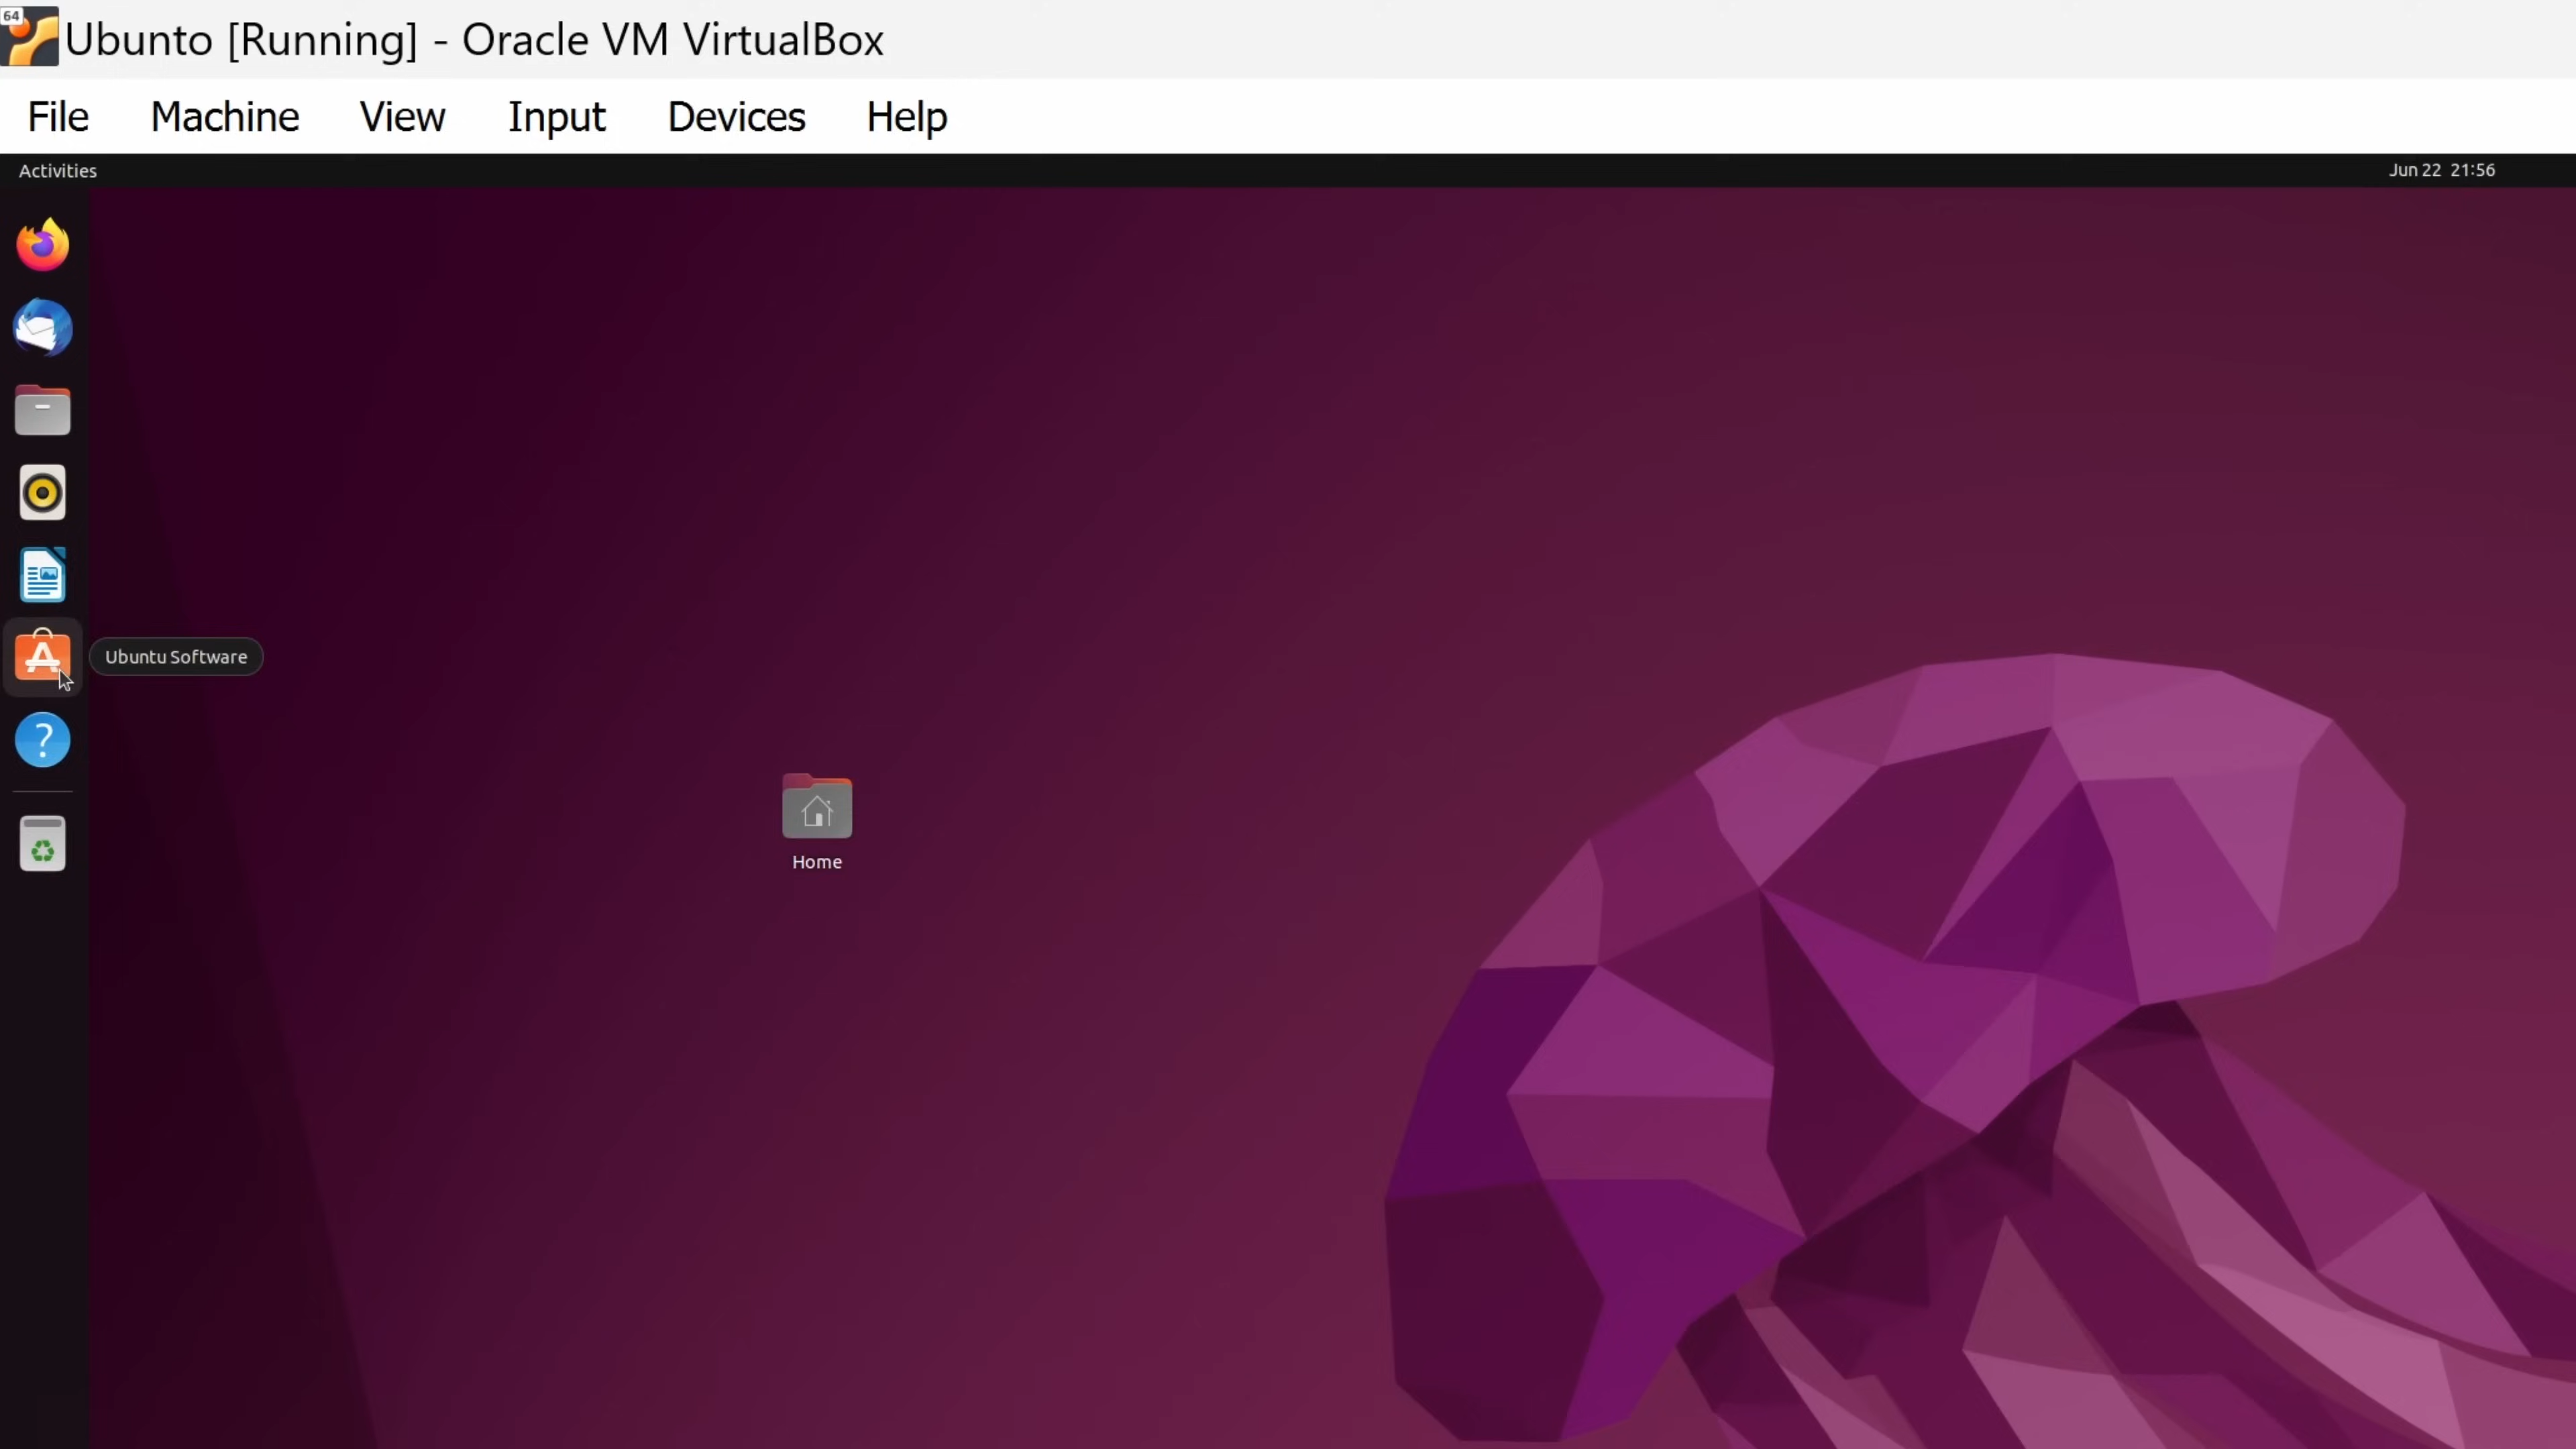 64
Ubunto [Running] - Oracle VM VirtualBox
File Machine View Input Devices Help
Activities Jun 22 21:56
Ubuntu Software
Home